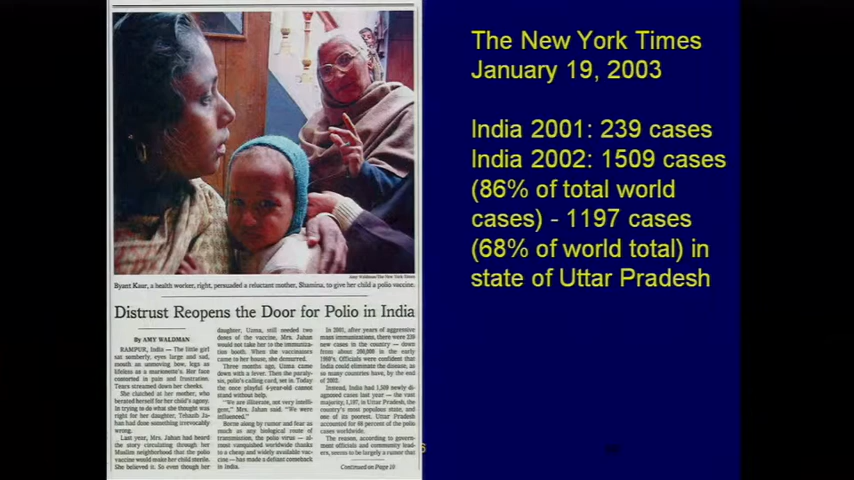 Amy Waldman/The New York Times
Byant Kaur, a health worker, right, persuaded a reluctant mother, Shamina, to give her child a polio vaccine.
Distrust Reopens the Door for Polio in India
By AMY WALDMAN
RAMPUR, India — The little girl
sat somberly, eyes large and sad,
mouth an unmoving bow, legs as
lifeless as a marionette's. Her face
contorted in pain and frustration.
Tears streamed down her cheeks.
She clutched at her mother, who
berated herself for her child's agony.
In trying to do what she thought was
right for her daughter, Tehzib Ja-
han had done something irrevocably
wrong.
Last year, Mrs. Jahan had heard
the story circulating through her
Muslim neighborhood that the polio
vaccine would make her child sterile.
She believed it. So even though her
daughter, Uzma, still needed two
doses of the vaccine, Mrs. Jahan
would not take her to the immuniza-
tion booth. When the vaccinators
came to her house, she demurred.
Three months ago, Uzma came
down with a fever. Then the paraly-
sis, polio's calling card, set in. Today
the once playful 4-year-old cannot
stand without help.
"We are illiterate, not very intelli-
gent," Mrs. Jahan said. "We were
influenced."
Borne along by rumor and fear as
much as any biological route of
transmission, the polio virus — al-
most vanquished worldwide thanks
to a cheap and widely available vac-
cine — has made a defiant comeback
in India.
In 2001, after years of aggressive
mass immunizations, there were 239
new cases in the country — down
from about 200,000 in the early
1980's. Officials were confident that
India could eliminate the disease, as
so many countries have, by the end
of 2002.
Instead, India had 1,509 newly di-
agnosed cases last year — the vast
majority, 1,197, in Uttar Pradesh, the
country's most populous state, and
one of its poorest. Uttar Pradesh
accounted for 68 percent of the polio
cases worldwide.
The reason, according to govern-
ment officials and community lead-
ers, seems to be largely a rumor that
Continued on Page 10
The New York Times
January 19, 2003
India 2001: 239 cases
India 2002: 1509 cases
(86% of total world
cases) - 1197 cases
(68% of world total) in
state of Uttar Pradesh
6